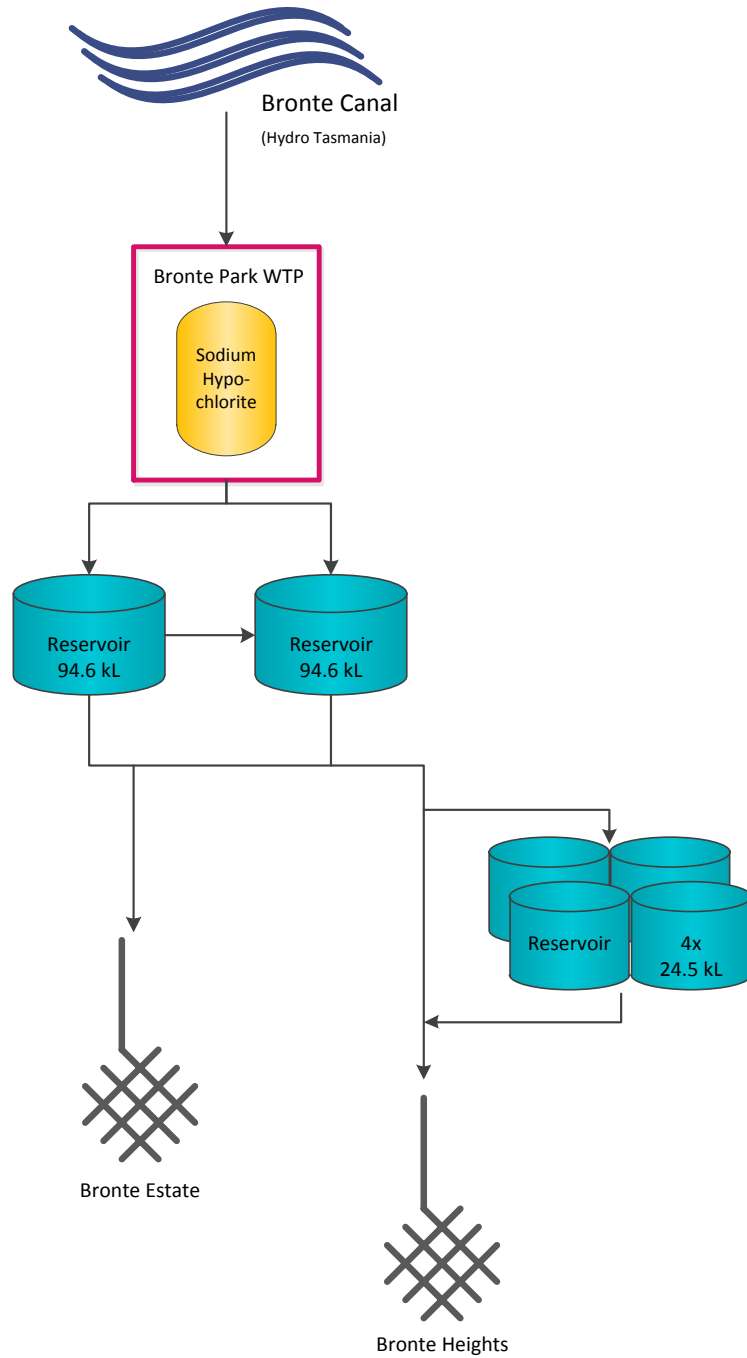 Bronte Canal
(Hydro Tasmania)
Bronte Park WTP
Sodium
Hypo-
chlorite
Reservoir
94.6 kL
Reservoir
94.6 kL
Reservoir
4x
24.5 kL
Bronte Estate
Bronte Heights